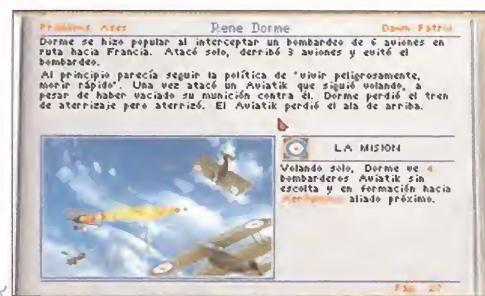 Próximo Ases Rene Dorme Dawn Patrol
Dorme se hizo popular al interceptar un bombardeo de 6 aviones en
ruta hacia Francia. Atacó solo, derribó 3 aviones y evitó el
bombardeo.
Al principio parecía seguir la política de 'vivir peligrosamente,
morir rápido'. Una vez atacó un Aviatik que siguió volando, a
pesar de haber vaciado su munición contra él. Dorme perdió el tren
de aterrizaje pero aterrizó. El Aviatik perdió el ala de arriba.
LA MISION
Volando solo, Dorme ve 4
bombarderos Aviatik sin
escolta y en formación hacia
aeródromo aliado próximo.
Pág. 27